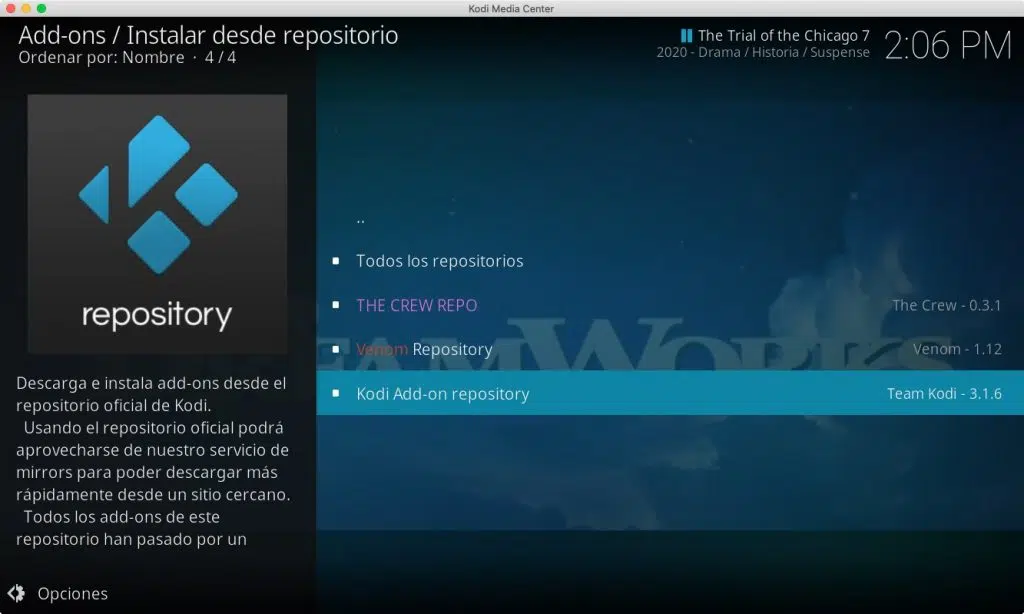 Kodi Media Center
Add-ons / Instalar desde repositorio
Ordenar por: Nombre · 4 / 4
The Trial of the Chicago 7
2020 - Drama / Historia / Suspense
2:06 PM
repository
..
Todos los repositorios
THE CREW REPO
The Crew - 0.3.1
Venom Repository
Venom - 1.12
Kodi Add-on repository
Team Kodi - 3.1.6
Descarga e instala add-ons desde el
repositorio oficial de Kodi.
Usando el repositorio oficial podrá
aprovecharse de nuestro servicio de
mirrors para poder descargar más
rápidamente desde un sitio cercano.
Todos los add-ons de este
repositorio han pasado por un
Opciones